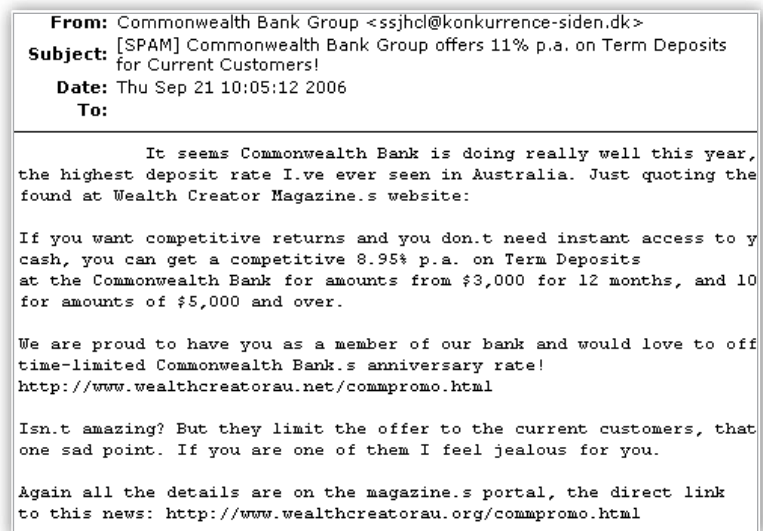 From: Commonwealth Bank Group <ssjhcl@konkurrence-siden.dk>
Subject: [SPAM] Commonwealth Bank Group offers 11% p.a. on Term Deposits
for Current Customers!
Date: Thu Sep 21 10:05:12 2006
To:
It seems Commonwealth Bank is doing really well this year,
the highest deposit rate I.ve ever seen in Australia. Just quoting the
found at Wealth Creator Magazine.s website:
If you want competitive returns and you don.t need instant access to y
cash, you can get a competitive 8.95% p.a. on Term Deposits
at the Commonwealth Bank for amounts from $3,000 for 12 months, and 10
for amounts of $5,000 and over.
We are proud to have you as a member of our bank and would love to off
time-limited Commonwealth Bank.s anniversary rate!
http://www.wealthcreatorau.net/commpromo.html
Isn.t amazing? But they limit the offer to the current customers, that
one sad point. If you are one of them I feel jealous for you.
Again all the details are on the magazine.s portal, the direct link
to this news: http://www.wealthcreatorau.org/commpromo.html